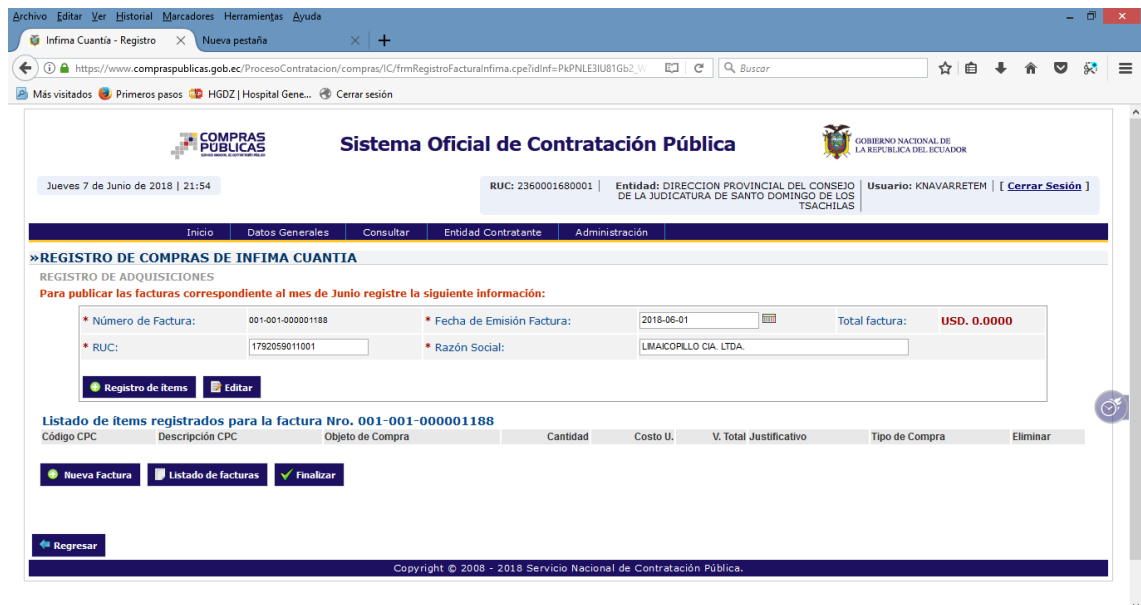 Archivo Editar Ver Historial Marcadores Herramientas Ayuda
Infima Cuantía - Registro
Nueva pestaña
https://www.compraspublicas.gob.ec/ProcesoContratacion/compras/IC/frmRegistroFacturaInfima.cpe?idInf=PkPNLE3IU81Gb2_W
Buscar
Más visitados Primeros pasos HGDZ | Hospital Gene... Cerrar sesión
COMPRAS PÚBLICAS
Sistema Oficial de Contratación Pública
GOBIERNO NACIONAL DE
LA REPUBLICA DEL ECUADOR
Jueves 7 de Junio de 2018 | 21:54
RUC: 2360001680001 | Entidad: DIRECCION PROVINCIAL DEL CONSEJO DE LA JUDICATURA DE SANTO DOMINGO DE LOS TSACHILAS
Usuario: KNAVARRETEM | [ Cerrar Sesión ]
Inicio Datos Generales Consultar Entidad Contratante Administración
»REGISTRO DE COMPRAS DE INFIMA CUANTIA
REGISTRO DE ADQUISICIONES
Para publicar las facturas correspondiente al mes de Junio registre la siguiente información:
* Número de Factura: 001-001-000001188 * Fecha de Emisión Factura: 2018-06-01 Total factura: USD. 0.0000
* RUC: 1792059011001 * Razón Social: LIMAICOPILLO CIA. LTDA.
Registro de ítems Editar
Listado de ítems registrados para la factura Nro. 001-001-000001188
Código CPC Descripción CPC Objeto de Compra Cantidad Costo U. V. Total Justificativo Tipo de Compra Eliminar
Nueva Factura Listado de facturas Finalizar
Regresar
Copyright © 2008 - 2018 Servicio Nacional de Contratación Pública.